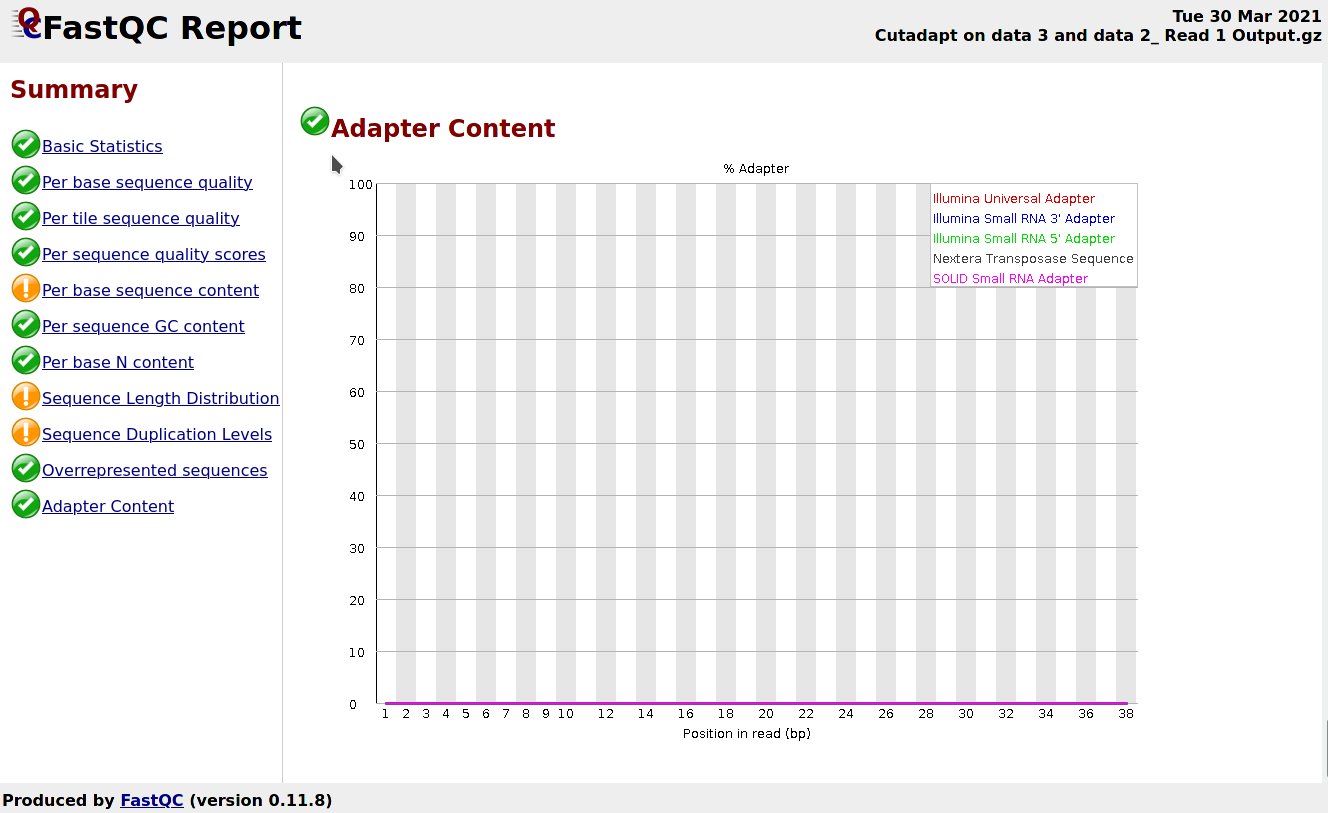 FastQC Report
Tue 30 Mar 2021
Cutadapt on data 3 and data 2_ Read 1 Output.gz
Summary
Basic Statistics
Per base sequence quality
Per tile sequence quality
Per sequence quality scores
Per base sequence content
Per sequence GC content
Per base N content
Sequence Length Distribution
Sequence Duplication Levels
Overrepresented sequences
Adapter Content
Adapter Content
% Adapter
Illumina Universal Adapter
Illumina Small RNA 3' Adapter
Illumina Small RNA 5' Adapter
Nextera Transposase Sequence
SOLID Small RNA Adapter
100
90
80
70
60
50
40
30
20
10
0
1 2 3 4 5 6 7 8 9 10 12 14 16 18 20 22 24 26 28 30 32 34 36 38
Position in read (bp)
Produced by FastQC (version 0.11.8)